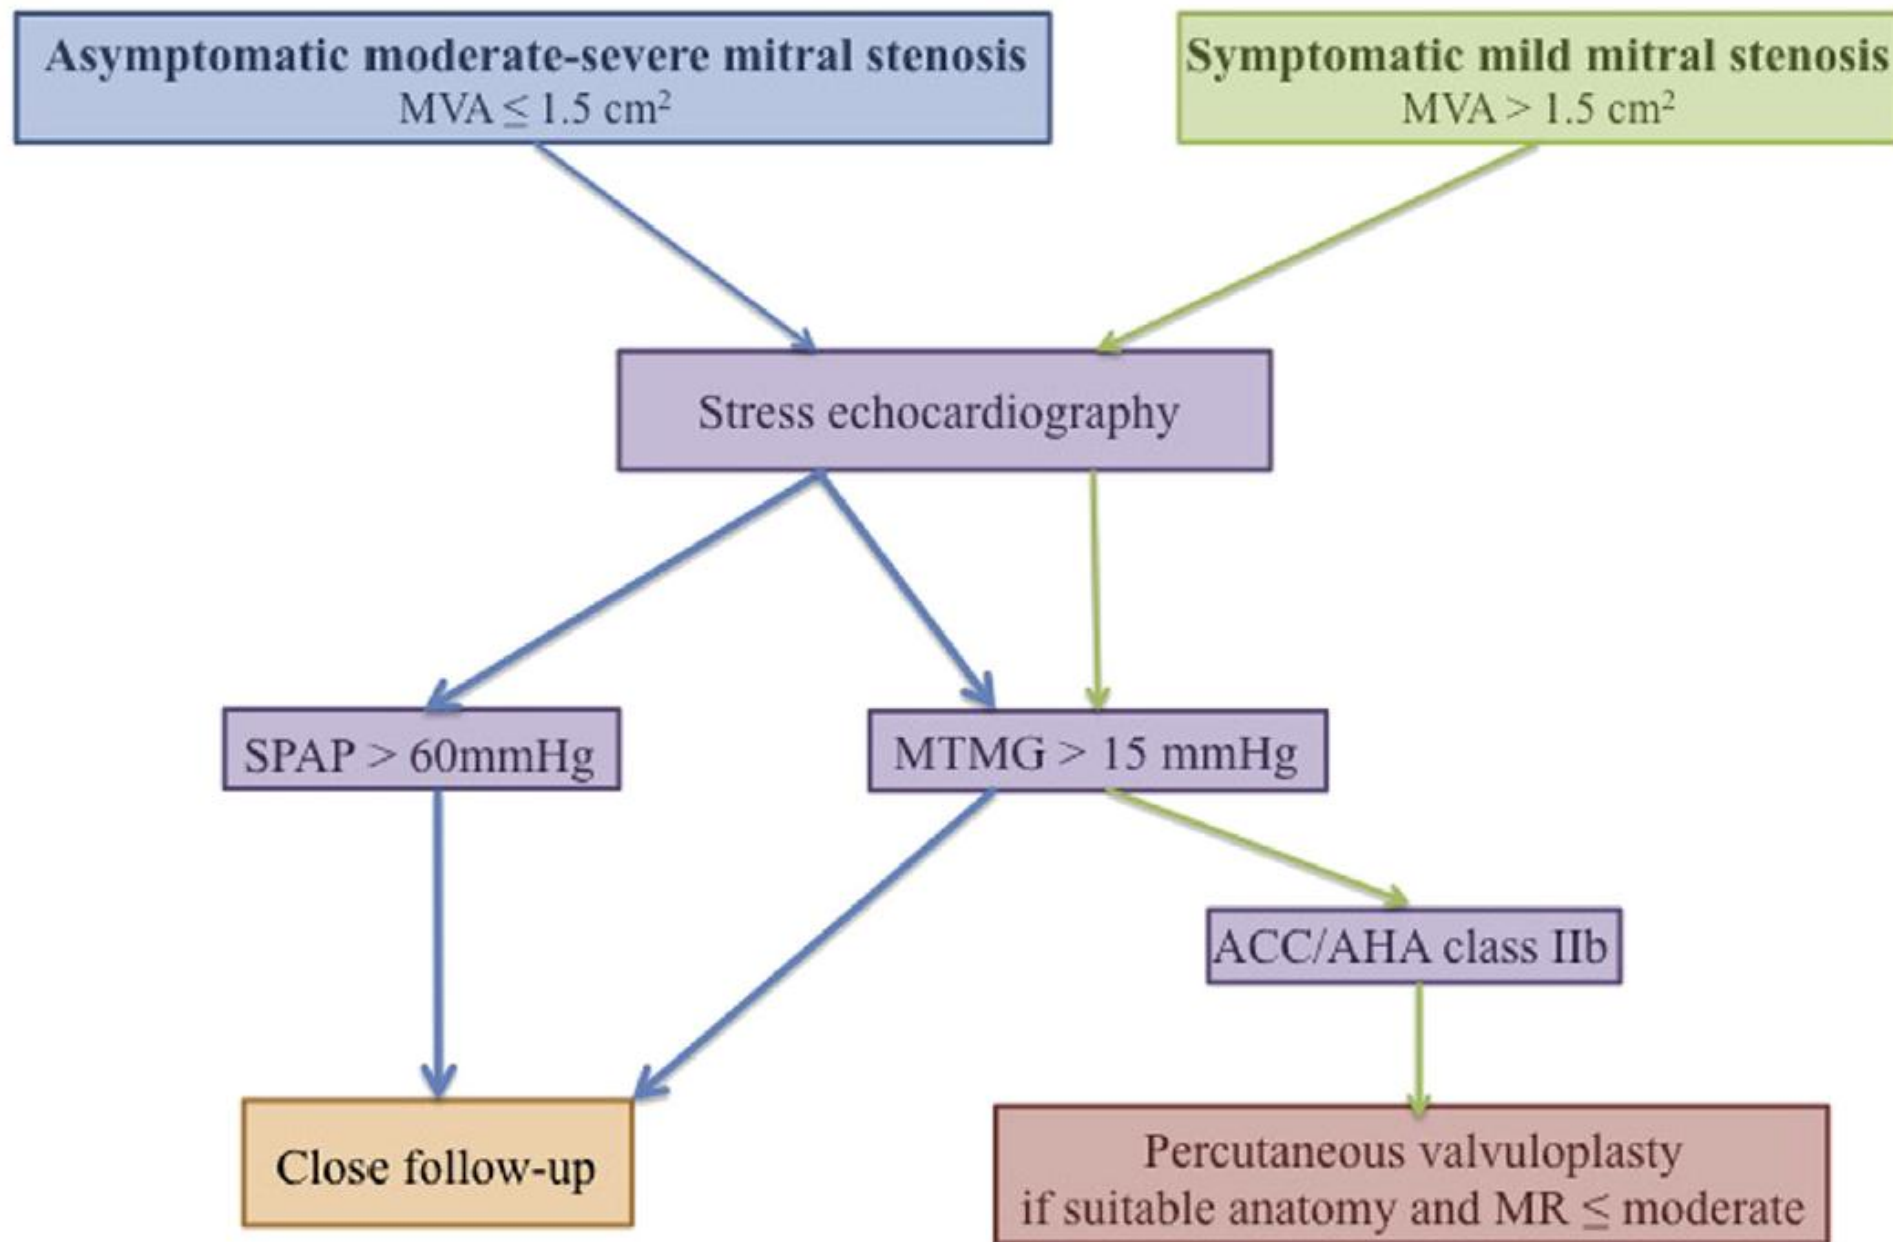 Asymptomatic moderate-severe mitral stenosis
MVA ≤ 1.5 cm²
Symptomatic mild mitral stenosis
MVA > 1.5 cm²
Stress echocardiography
SPAP > 60mmHg
MTMG > 15 mmHg
ACC/AHA class IIb
Close follow-up
Percutaneous valvuloplasty
if suitable anatomy and MR ≤ moderate